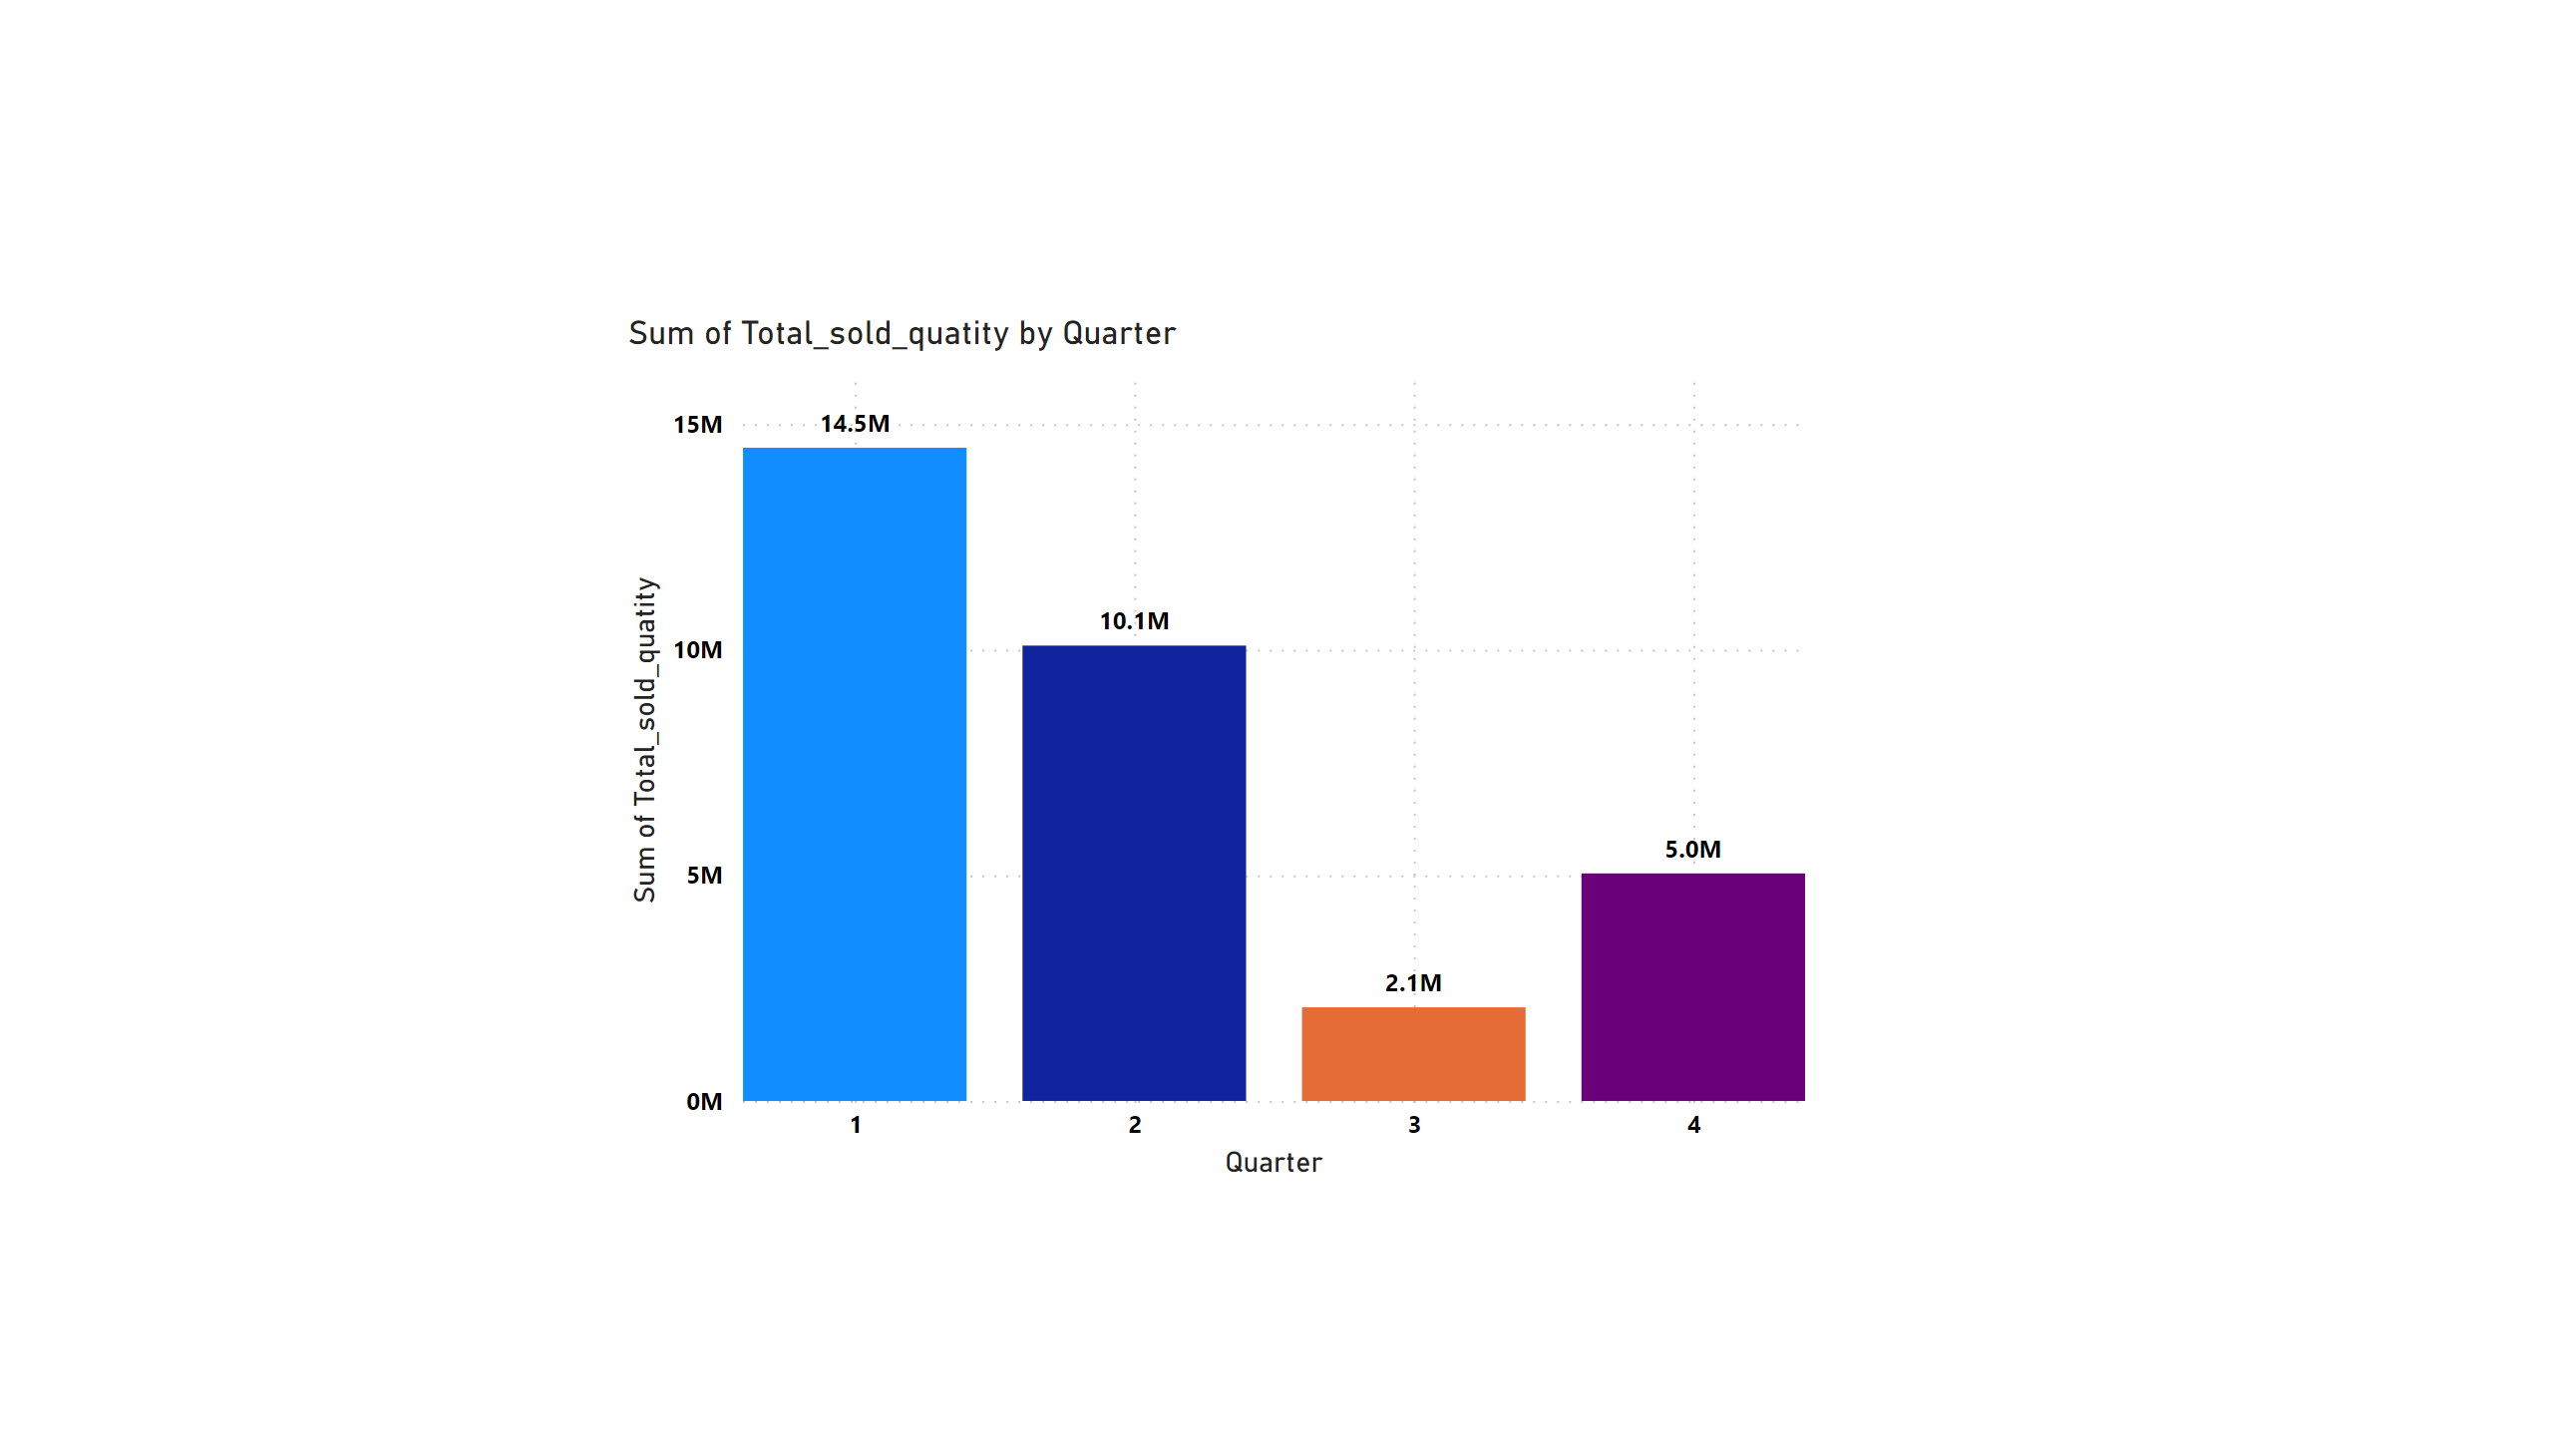 Sum of Total_sold_quatity by Quarter
Sum of Total_sold_quatity
15M
10M
5M
0M
14.5M
10.1M
2.1M
5.0M
1
2
3
4
Quarter